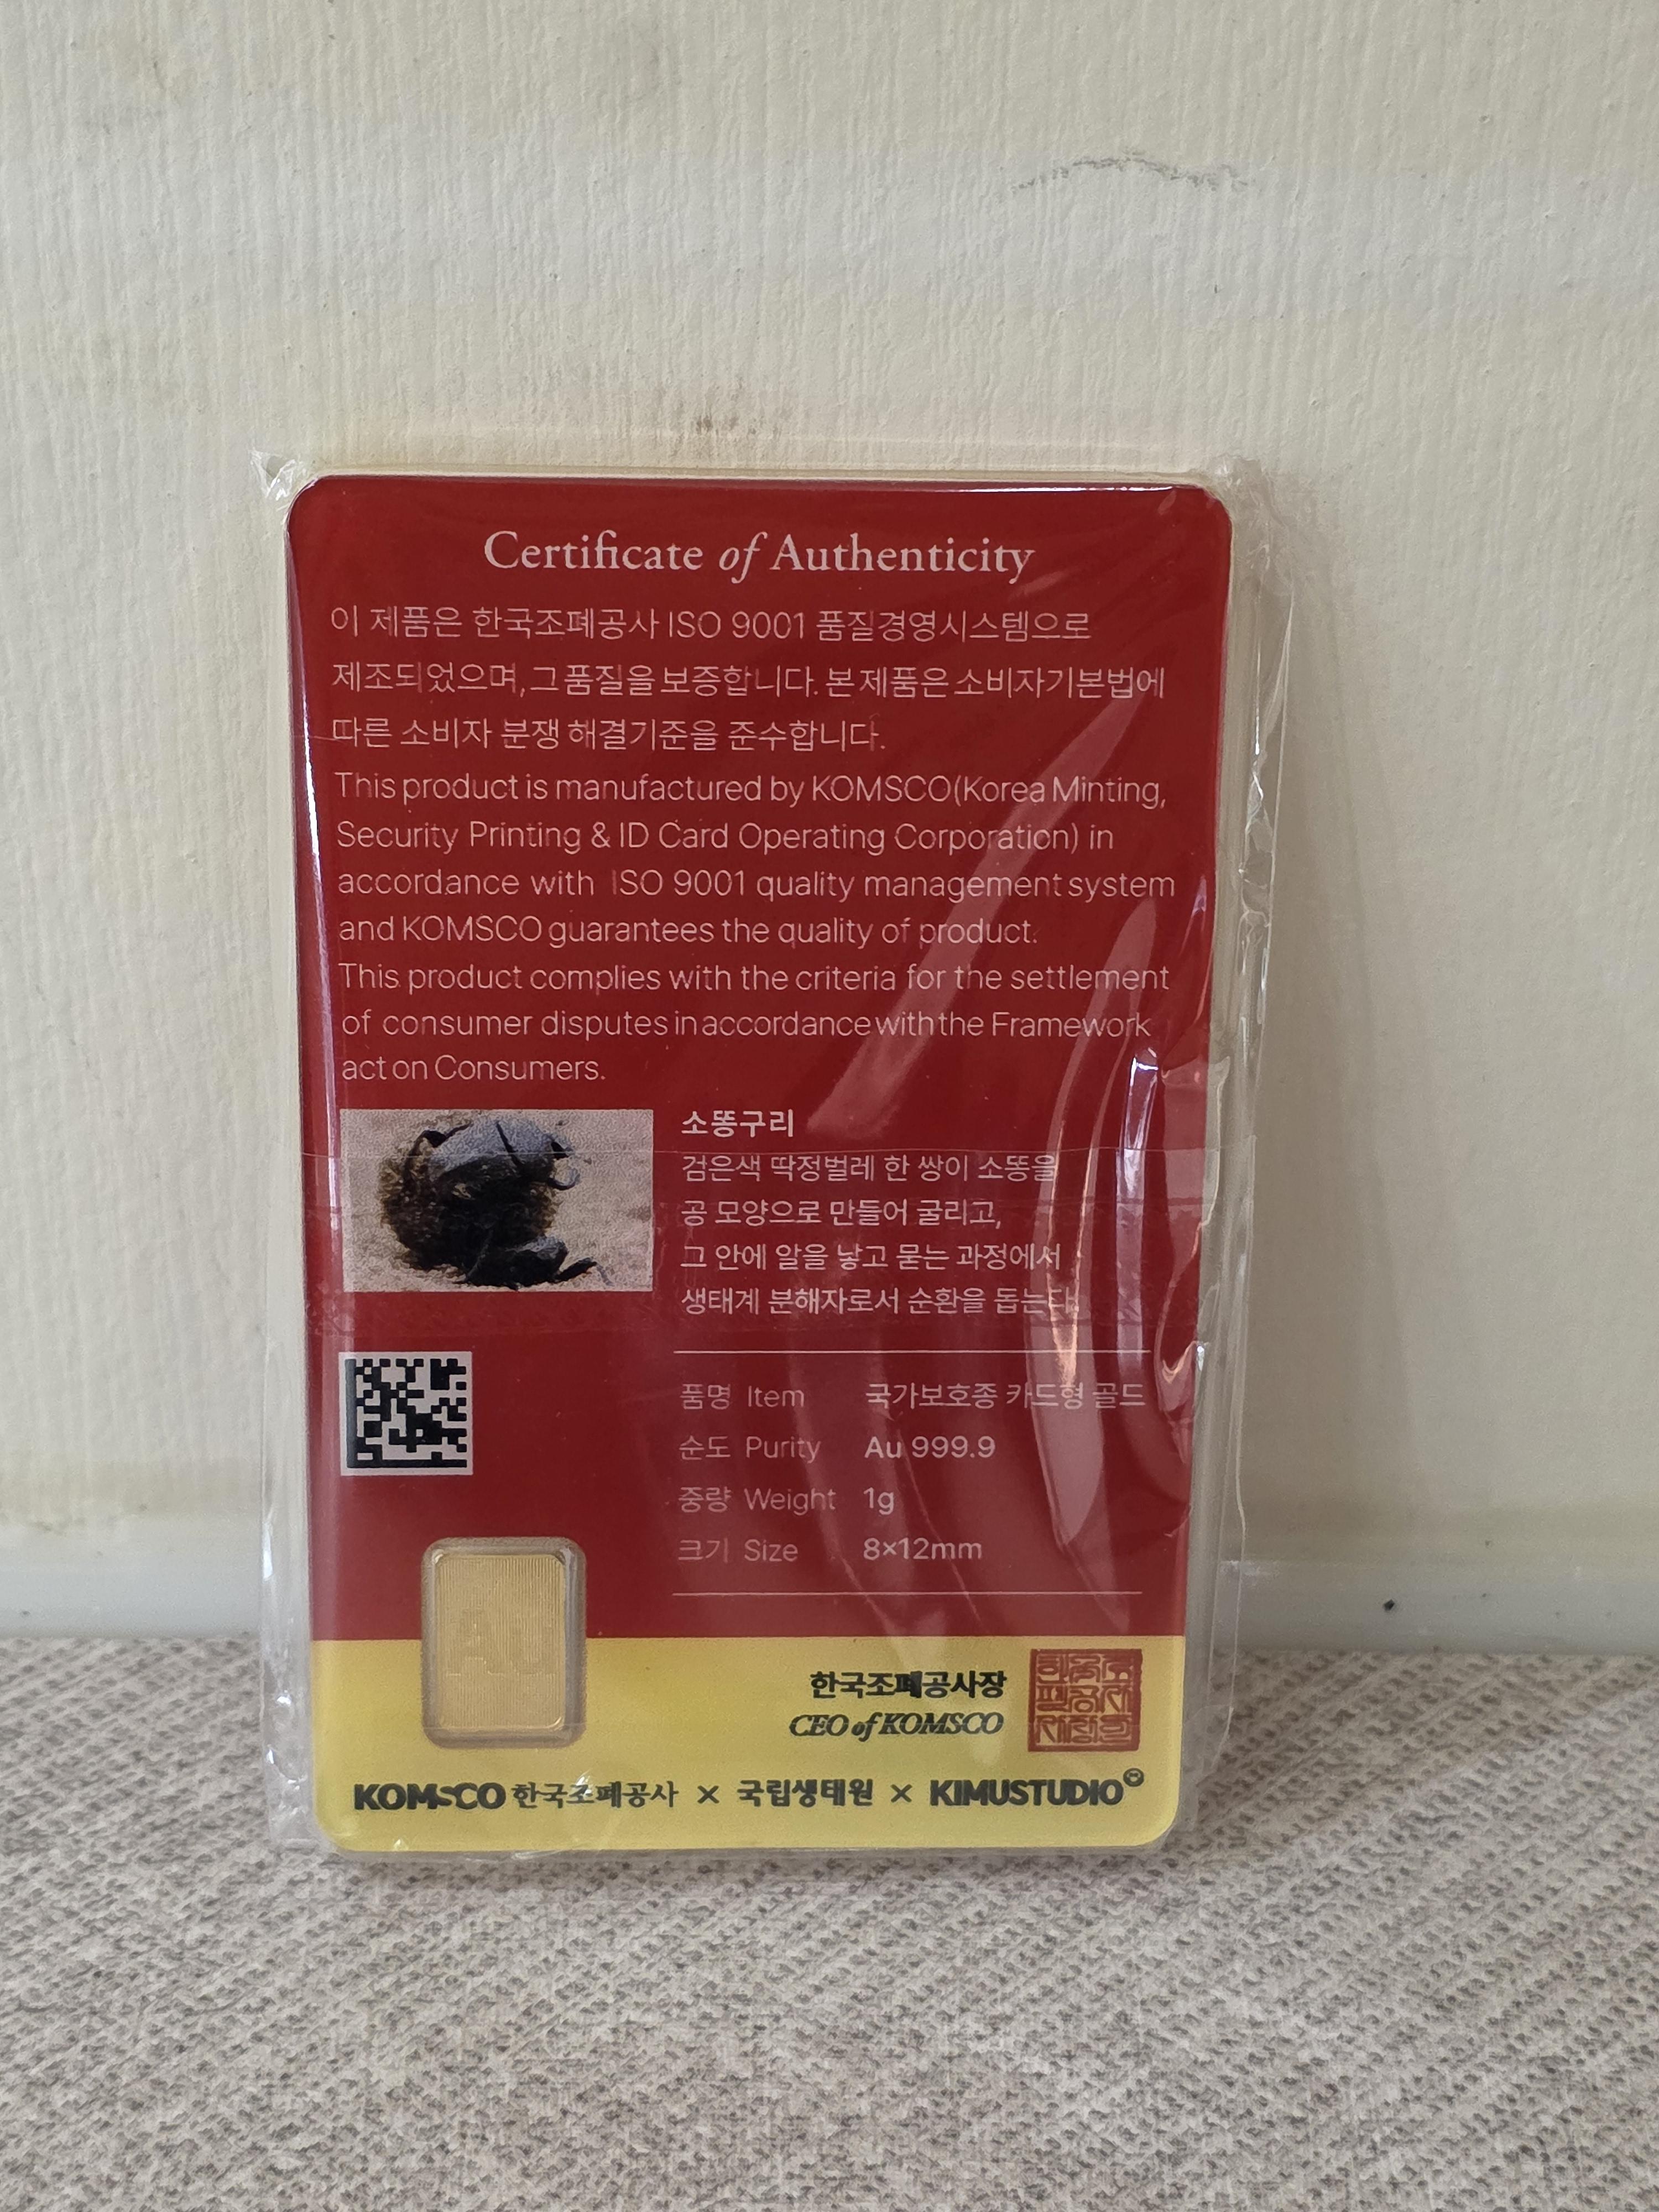 Certificate of Authenticity
이 제품은 한국조폐공사 ISO 9001 품질경영시스템으로
제조되었으며, 그 품질을 보증합니다. 본 제품은 소비자기본법에
따른 소비자 분쟁 해결기준을 준수합니다.
This product is manufactured by KOMSCO(Korea Minting,
Security Printing & ID Card Operating Corporation) in
accordance with ISO 9001 quality management system
and KOMSCO guarantees the quality of product.
This product complies with the criteria for the settlement
of consumer disputes in accordance with the Framework
act on Consumers.
소똥구리
검은색 딱정벌레 한 쌍이 소똥을
공 모양으로 만들어 굴리고,
그 안에 알을 낳고 묻는 과정에서
생태계 분해자로서 순환을 돕는다.
품명 Item 국가보호종 카드형 골드
순도 Purity Au 999.9
중량 Weight 1g
크기 Size 8×12mm
AU
한국조폐공사장
CEO of KOMSCO
KOMSCO 한국조폐공사 × 국립생태원 × KIMUSTUDIO